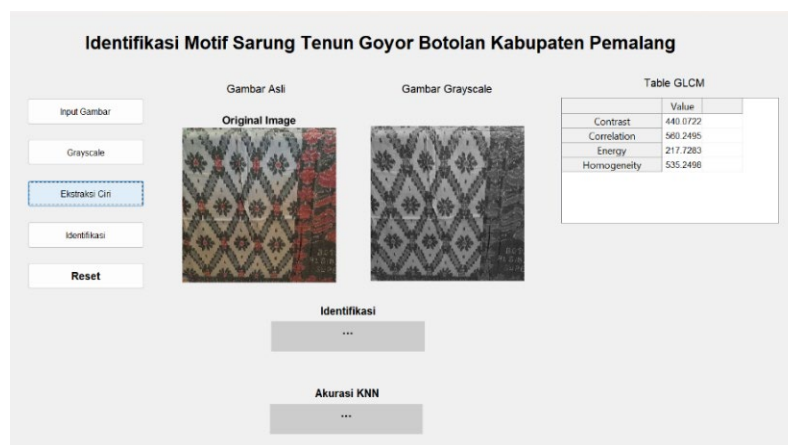 Identifikasi Motif Sarung Tenun Goyor Botolan Kabupaten Pemalang
Input Gambar
Grayscale
Ekstraksi Ciri
Identifikasi
Reset
Gambar Asli
Original Image
Gambar Grayscale
Table GLCM
Value
Contrast 440.0722
Correlation 560.2495
Energy 217.7283
Homogeneity 535.2498
Identifikasi
...
Akurasi KNN
...